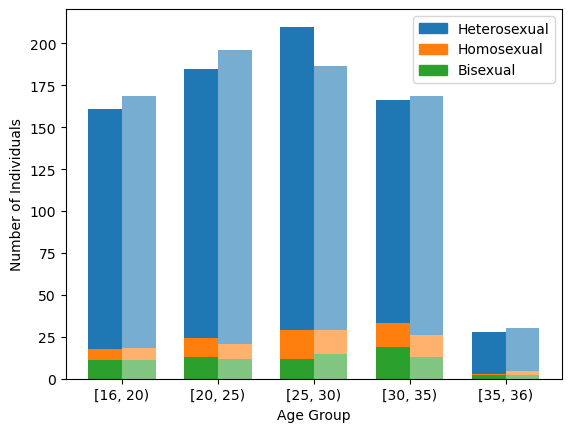 Heterosexual
Homosexual
Bisexual
Number of Individuals
200
175
150
125
100
75
50
25
0
[16, 20)
[20, 25)
[25, 30)
[30, 35)
[35, 36)
Age Group